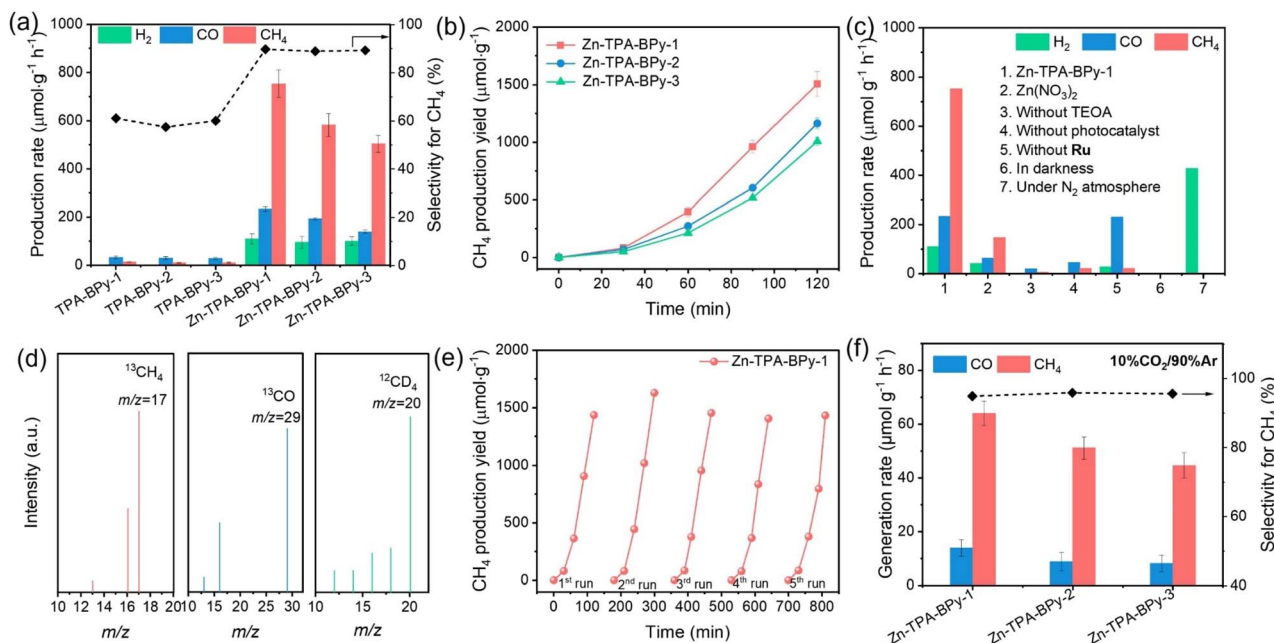 (a)
H₂ CO CH₄
Production rate (μmol·g⁻¹ h⁻¹)
1000
800
600
400
200
0
100
80
60
40
20
0
Selectivity for CH₄ (%)
TPA-BPy-1
TPA-BPy-2
TPA-BPy-3
Zn-TPA-BPy-1
Zn-TPA-BPy-2
Zn-TPA-BPy-3
(b)
CH₄ production yield (μmol·g⁻¹)
2000
1500
1000
500
0
Zn-TPA-BPy-1
Zn-TPA-BPy-2
Zn-TPA-BPy-3
0 20 40 60 80 100 120
Time (min)
(c)
H₂ CO CH₄
Production rate (μmol g⁻¹ h⁻¹)
1000
800
600
400
200
0
1. Zn-TPA-BPy-1
2. Zn(NO₃)₂
3. Without TEOA
4. Without photocatalyst
5. Without Ru
6. In darkness
7. Under N₂ atmosphere
1 2 3 4 5 6 7
(d)
Intensity (a.u.)
¹³CH₄
m/z=17
10 12 14 16 18 20
m/z
¹³CO
m/z=29
10 15 20 25 30
m/z
¹²CD₄
m/z=20
10 15 20
m/z
(e)
CH₄ production yield (μmol·g⁻¹)
2000
1500
1000
500
0
Zn-TPA-BPy-1
1ˢᵗ run 2ⁿᵈ run 3ʳᵈ run 4ᵗʰ run 5ᵗʰ run
0 100 200 300 400 500 600 700 800
Time (min)
(f)
CO CH₄ 10%CO₂/90%Ar
Generation rate (μmol g⁻¹ h⁻¹)
80
60
40
20
0
100
80
60
40
Selectivity for CH₄ (%)
Zn-TPA-BPy-1
Zn-TPA-BPy-2
Zn-TPA-BPy-3